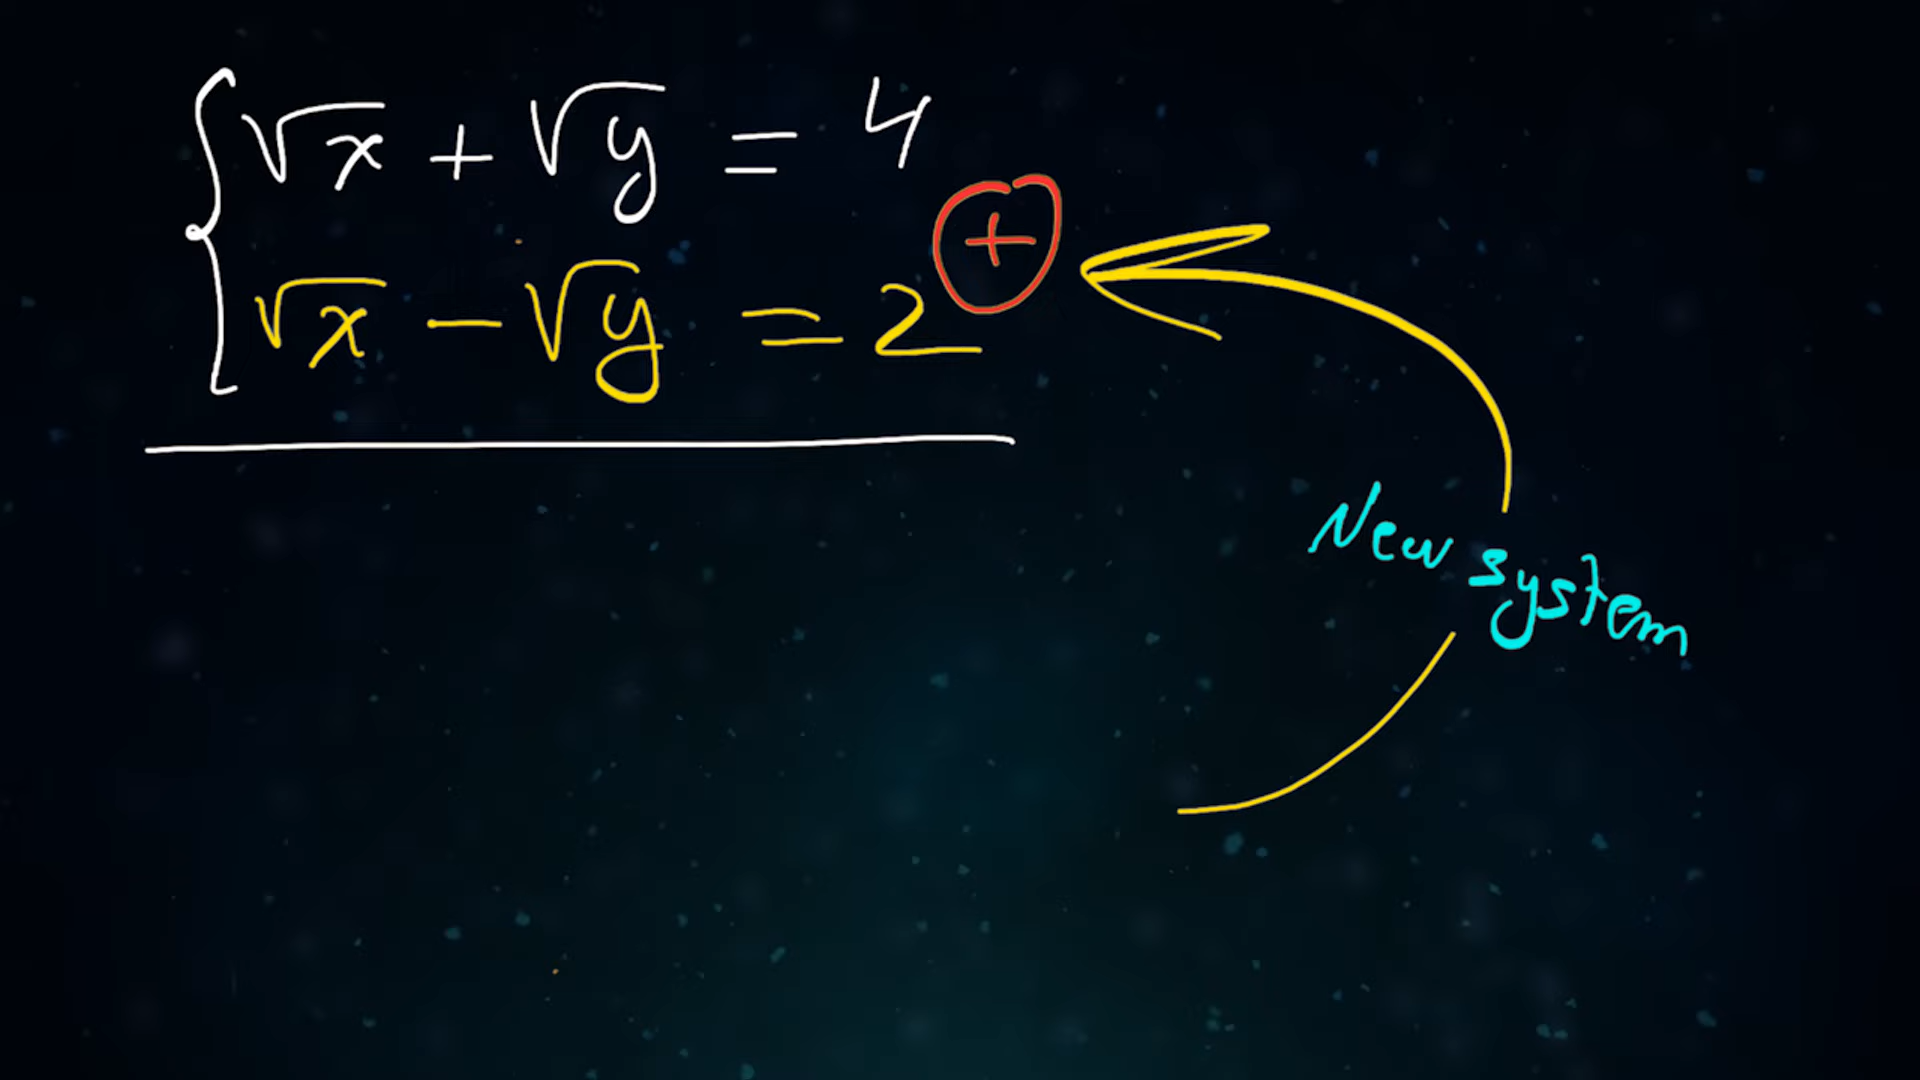 √x + √y = 4
+
√x - √y = 2
New system